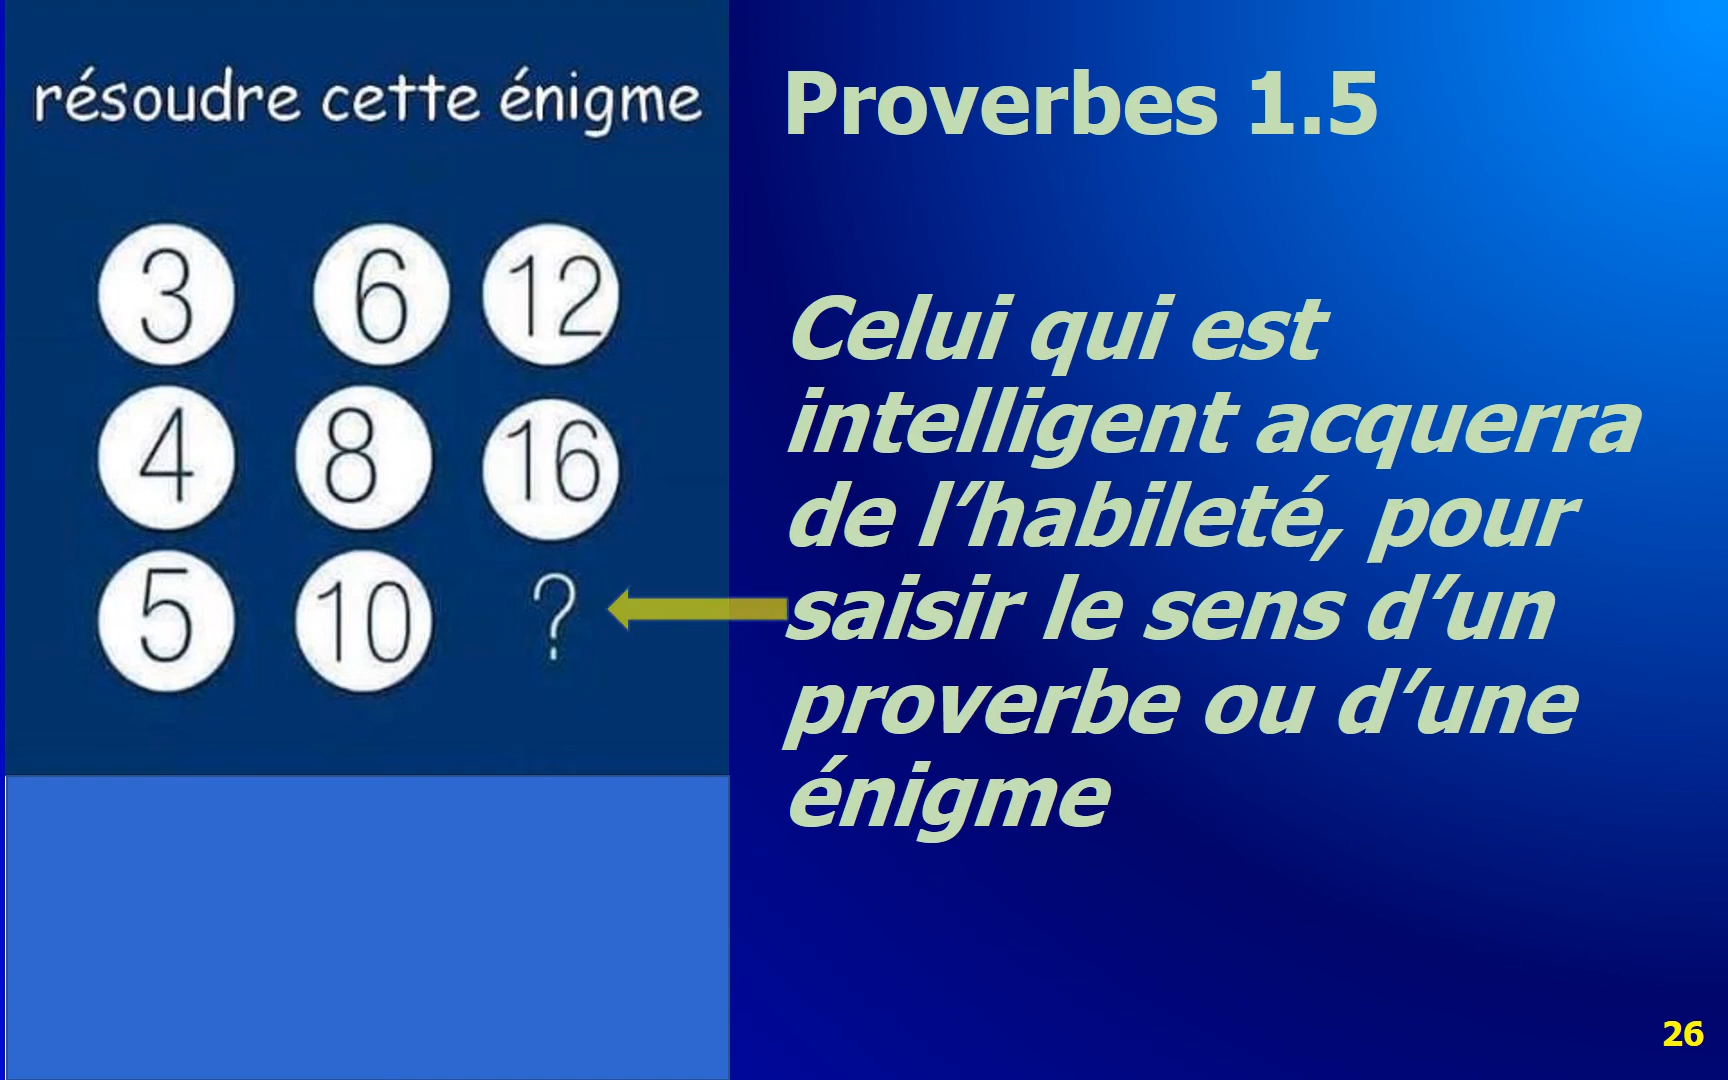 résoudre cette énigme
3 6 12
4 8 16
5 10 ?
Proverbes 1.5
Celui qui est
intelligent acquerra
de l’habileté, pour
saisir le sens d’un
proverbe ou d’une
énigme
26